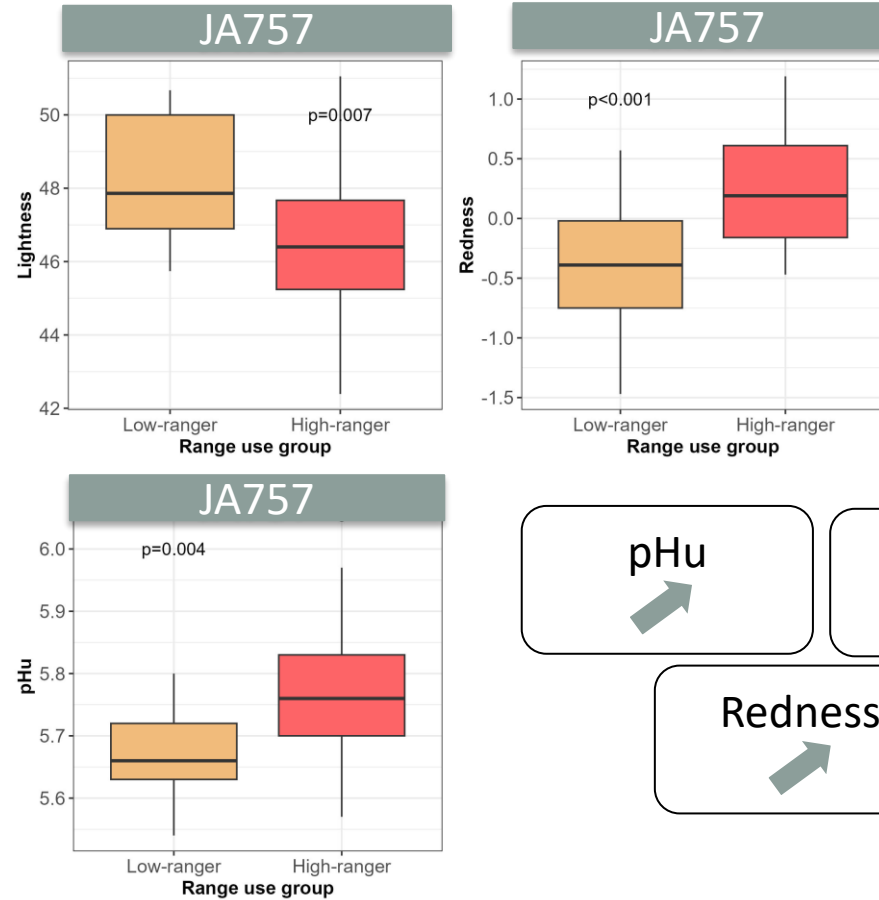 JA757
p=0.007
50
48
46
44
42
Lightness
Low-ranger High-ranger
Range use group
JA757
p<0.001
1.0
0.5
0.0
-0.5
-1.0
-1.5
Redness
Low-ranger High-ranger
Range use group
JA757
p=0.004
6.0
5.9
5.8
5.7
5.6
pHu
Low-ranger High-ranger
Range use group
pHu
Redness